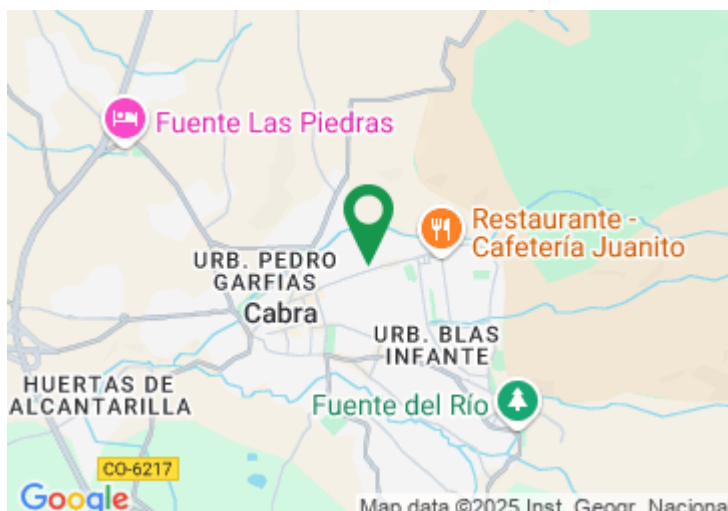 Fuente Las Piedras
Restaurante -
Cafetería Juanito
URB. PEDRO
GARFIAS
Cabra
URB. BLAS
INFANTE
HUERTAS DE
ALCANTARILLA
Fuente del Río
CO-6217
Google
Map data ©2025 Inst. Geogr. Naciona